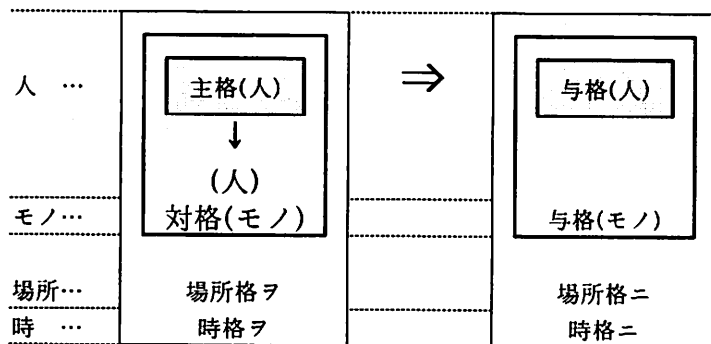 人 … 主格(人) ⇒ 与格(人)
↓
(人)
モノ… 対格(モノ) 与格(モノ)
場所… 場所格ヲ 場所格ニ
時 … 時格ヲ 時格ニ